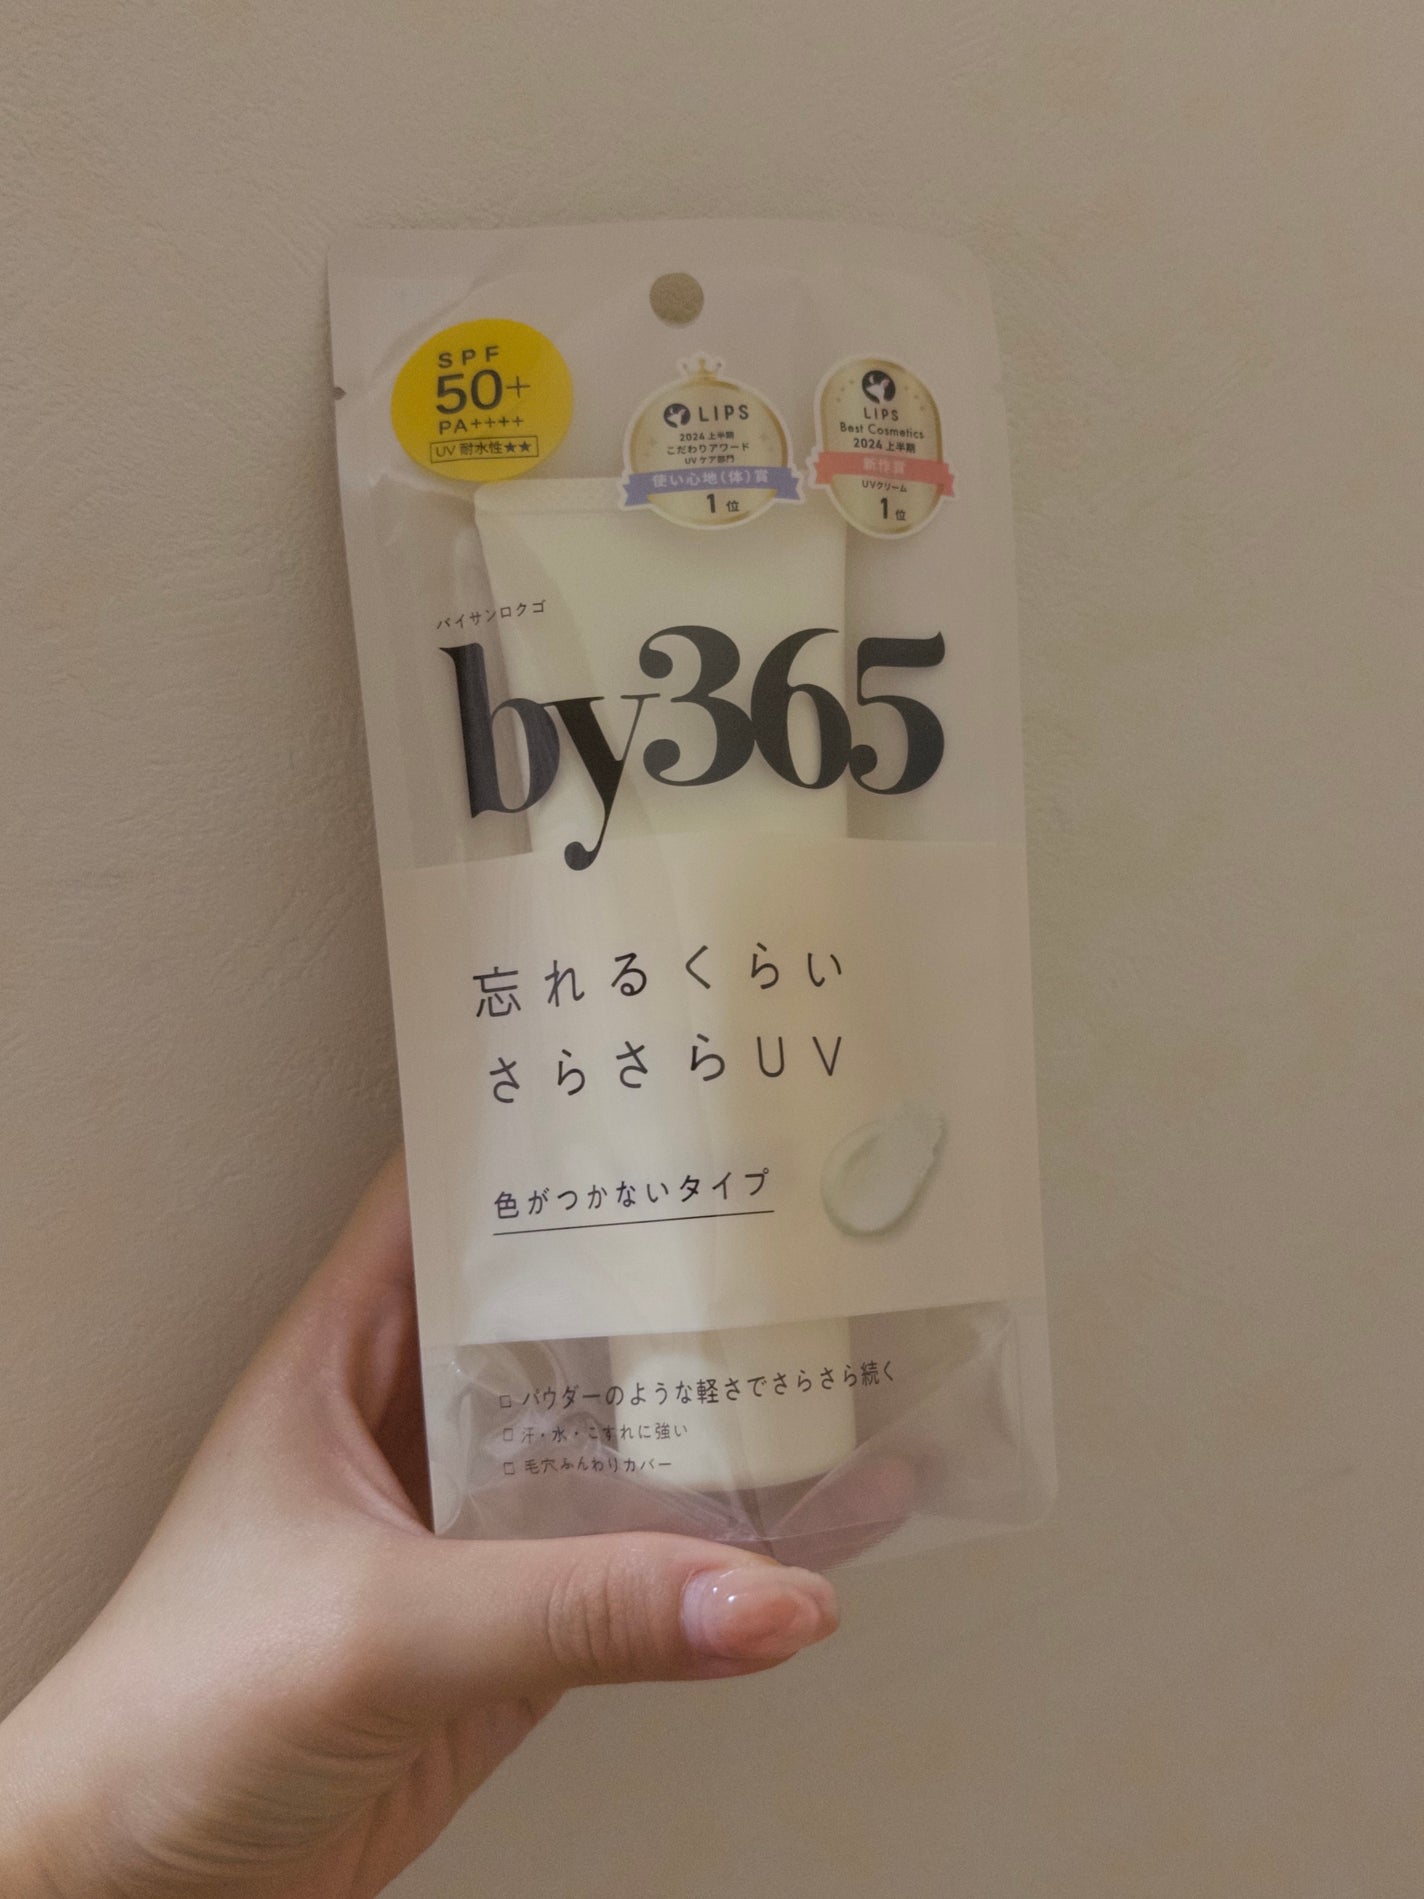 SPF
50+
PA++++
UV 耐水性★★
LIPS
2024 上半期
こだわりアワード
UVケア部門
使い心地(体)賞
1位
LIPS
Best Cosmetics
2024 上半期
新作賞
UVクリーム
1位
バイサンロクゴ
by365
忘れるくらい
さらさらUV
色がつかないタイプ
□ パウダーのような軽さでさらさら続く
□ 汗・水・こすれに強い
□ 毛穴ふんわりカバー